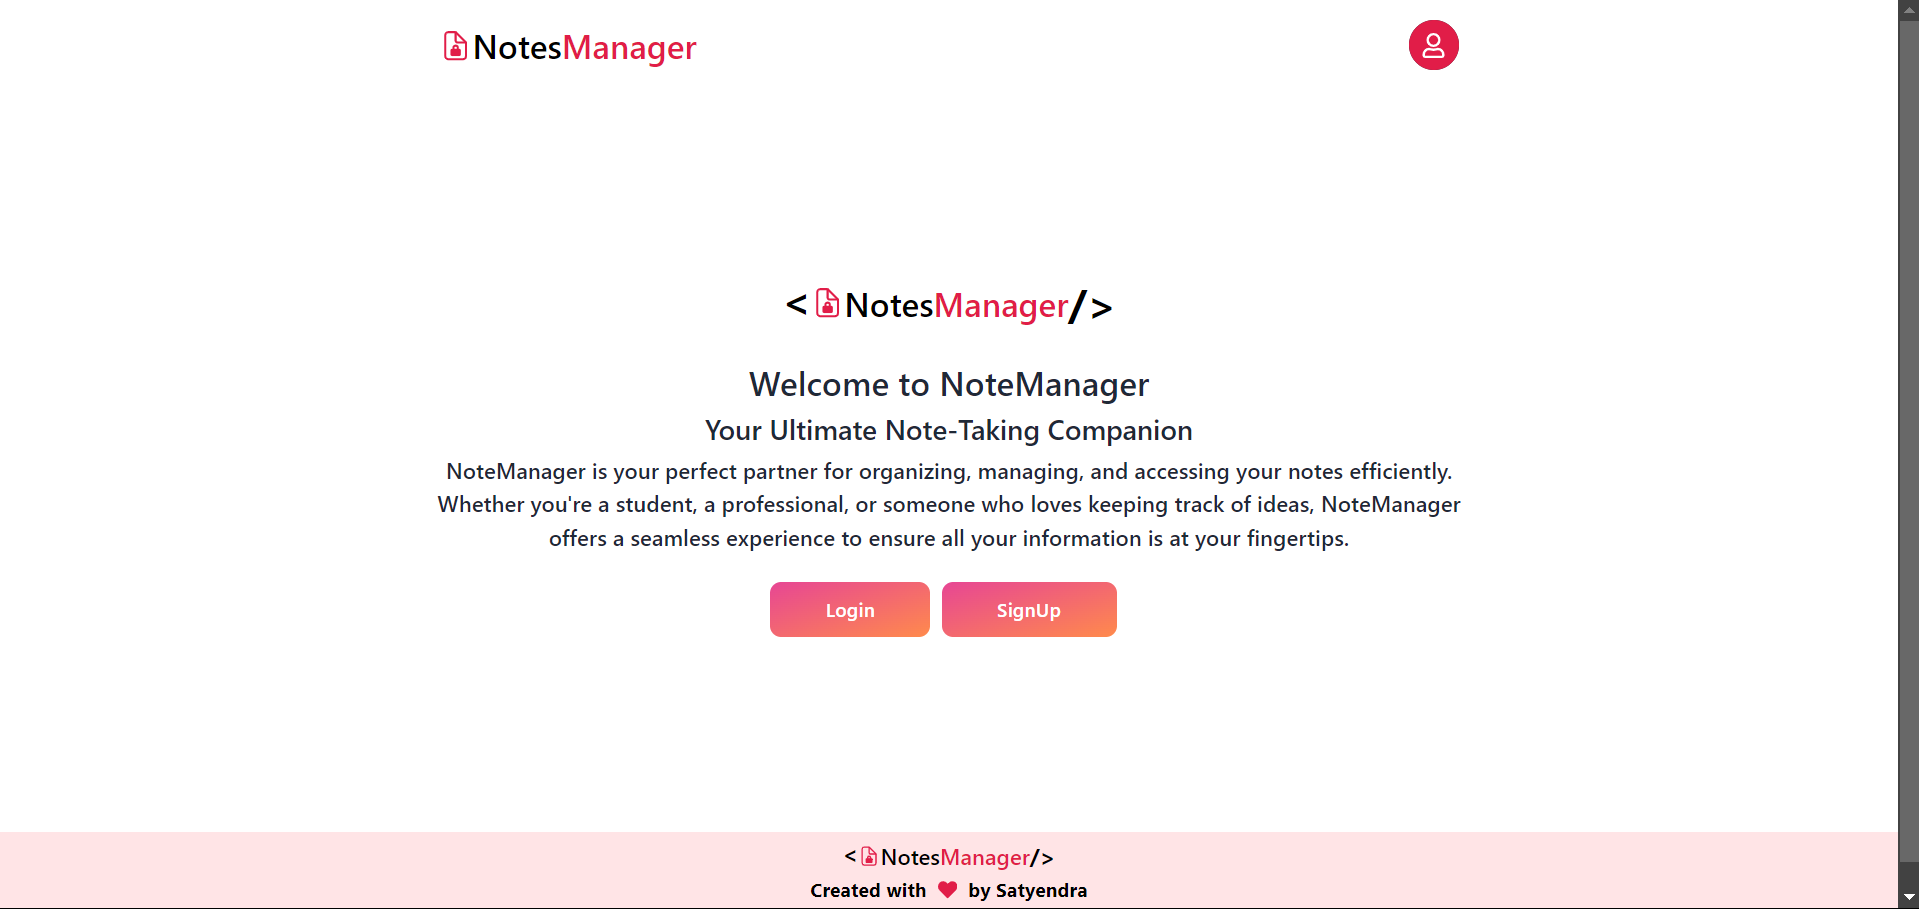 NotesManager
<NotesManager/>
Welcome to NoteManager
Your Ultimate Note-Taking Companion
NoteManager is your perfect partner for organizing, managing, and accessing your notes efficiently.
Whether you're a student, a professional, or someone who loves keeping track of ideas, NoteManager
offers a seamless experience to ensure all your information is at your fingertips.
Login SignUp
<NotesManager/>
Created with ❤ by Satyendra